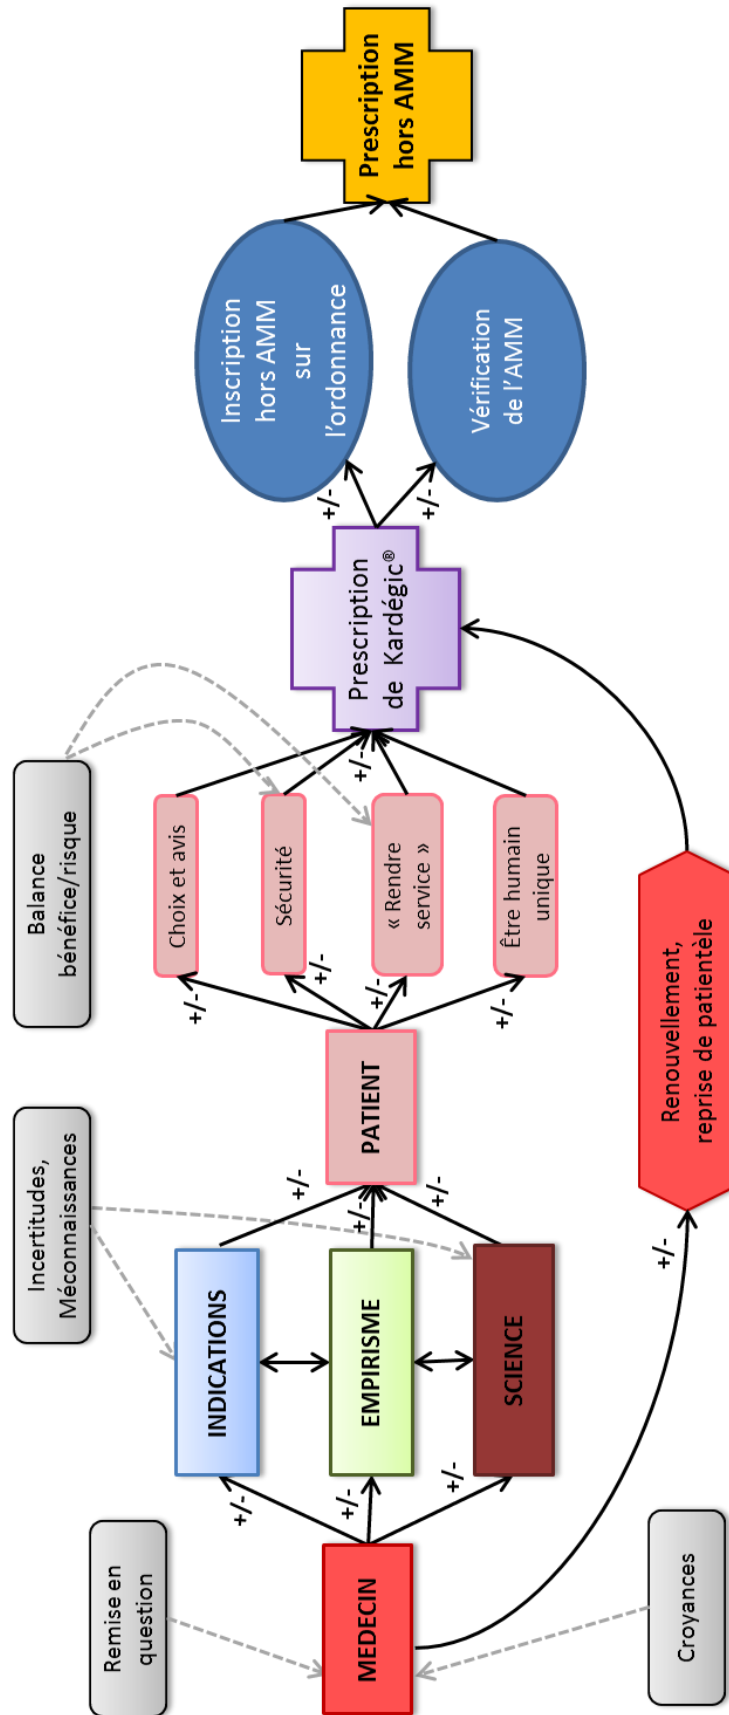 Remise en
question
Incertitudes,
Méconnaissances
Balance
bénéfice/risque
MEDECIN
Croyances
+/-
+/-
+/-
+/-
INDICATIONS
EMPIRISME
SCIENCE
+/-
+/-
+/-
PATIENT
+/-
+/-
+/-
+/-
Choix et avis
Sécurité
« Rendre
service »
Être humain
unique
+/-
Renouvellement,
reprise de patientèle
Prescription
de Kardégic®
+/-
+/-
Inscription
hors AMM
sur
l'ordonnance
Vérification
de l'AMM
Prescription
hors AMM